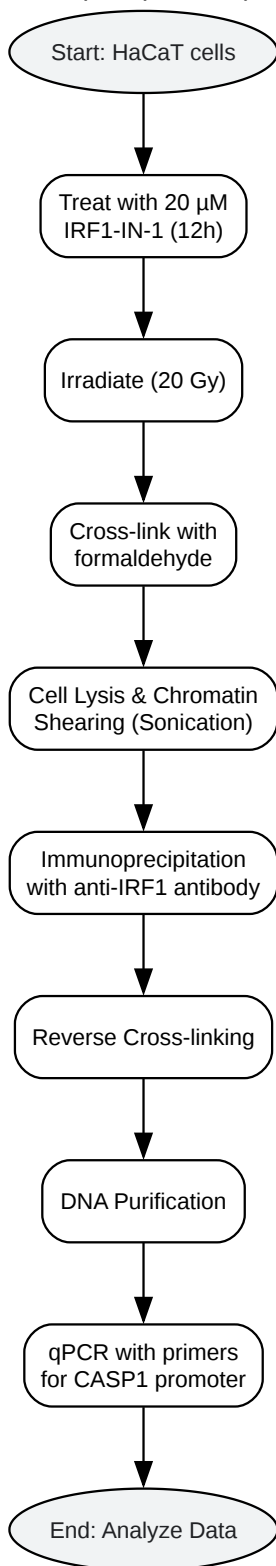 Start: HaCaT cells
Treat with 20 µM
IRF1-IN-1 (12h)
Irradiate (20 Gy)
Cross-link with
formaldehyde
Cell Lysis & Chromatin
Shearing (Sonication)
Immunoprecipitation
with anti-IRF1 antibody
Reverse Cross-linking
DNA Purification
qPCR with primers
for CASP1 promoter
End: Analyze Data